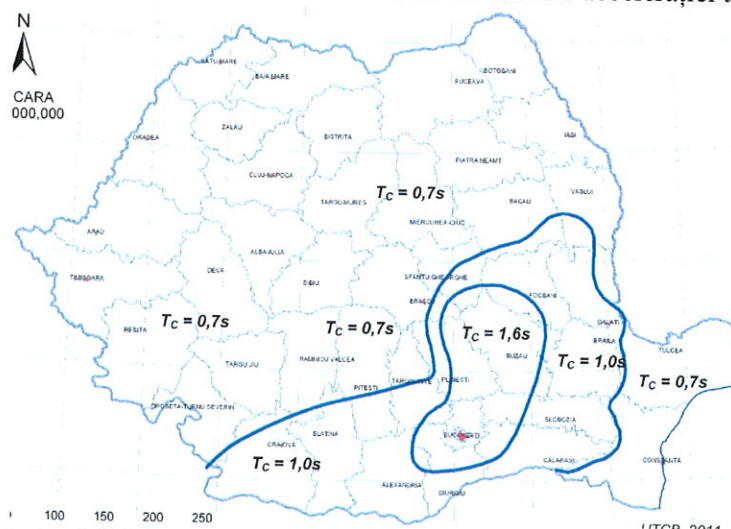 N
CARA
000,000
SATU MARE
BAIA MARE
SUCEAVA
BOTOSANI
ORADEA
ZALAU
BISTRITA
IASI
PIATRA NEAMT
CLUJ-NAPOCA
TARGU MURES
T_C = 0,7s
BACAU
VASLUI
MIERCUREA-CIUC
ARAD
ALBA IULIA
DEVA
TIMISOARA
SIBIU
SFANTU GHEORGHE
BRASOV
FOCSANI
GALATI
RESITA
T_C = 0,7s
T_C = 0,7s
T_C = 1,6s
BRAILA
TULCEA
TARGU JIU
RAMNICU VALCEA
BUZAU
T_C = 1,0s
T_C = 0,7s
PITESTI
TARGOVISTE
PLOIESTI
DROBETA-TURNU SEVERIN
SLOBOZIA
CRAIOVA
SLATINA
BUCURESTI
T_C = 1,0s
CALARASI
CONSTANTA
ALEXANDRIA
GIURGIU
100 150 200 250
UTCB, 2011